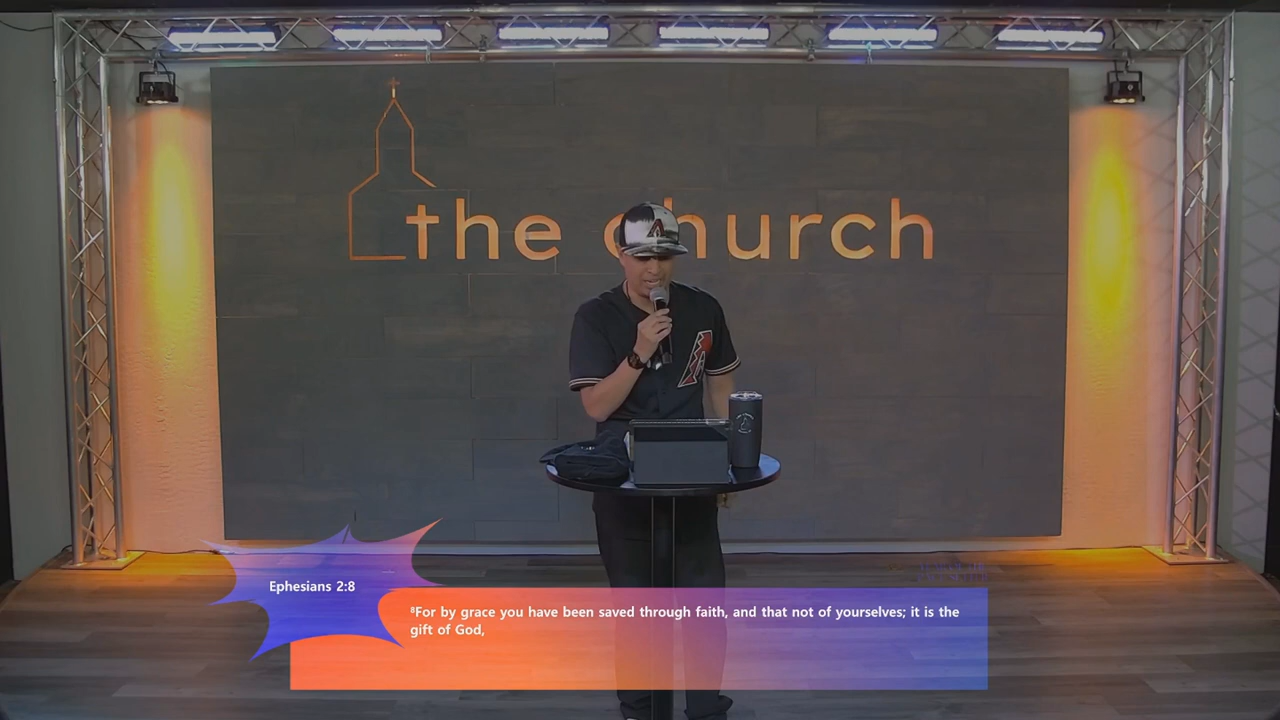 the church
A
A
Ephesians 2:8
⁸For by grace you have been saved through faith, and that not of yourselves; it is the
gift of God,